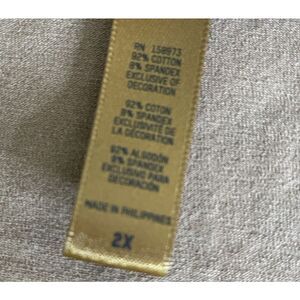 RN 158973
92% COTTON
8% SPANDEX
EXCLUSIVE OF
DECORATION
92% COTON
8% SPANDEX
EXCLUSIVITÉ DE
LA DÉCORATION
92% ALGODÓN
8% SPANDEX
EXCLUSIVO PARA
DECORACIÓN
MADE IN PHILIPPINES
2X